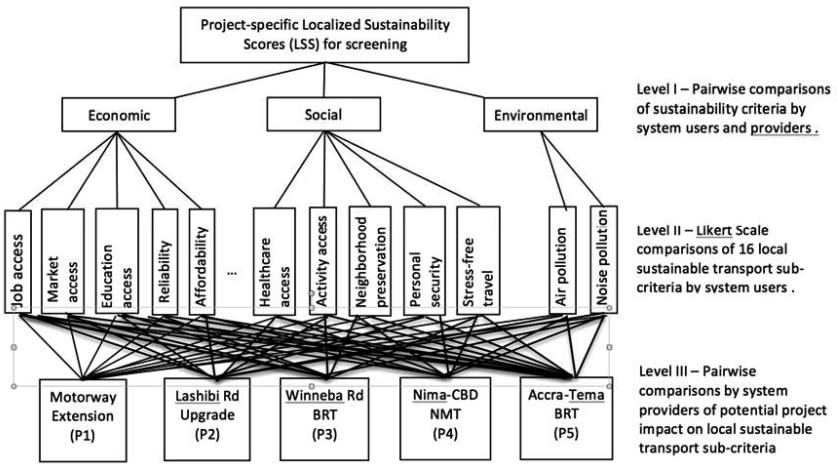 Project-specific Localized Sustainability
Scores (LSS) for screening
Economic
Social
Environmental
Level I – Pairwise comparisons
of sustainability criteria by
system users and providers .
Job access
Market
access
Education
access
Reliability
Affordability
...
Healthcare
access
Activity access
Neighborhood
preservation
Personal
security
Stress-free
travel
Air pollution
Noise pollution
Level II – Likert Scale
comparisons of 16 local
sustainable transport sub-
criteria by system users .
Motorway
Extension
(P1)
Lashibi Rd
Upgrade
(P2)
Winneba Rd
BRT
(P3)
Nima-CBD
NMT
(P4)
Accra-Tema
BRT
(P5)
Level III – Pairwise
comparisons by system
providers of potential project
impact on local sustainable
transport sub-criteria